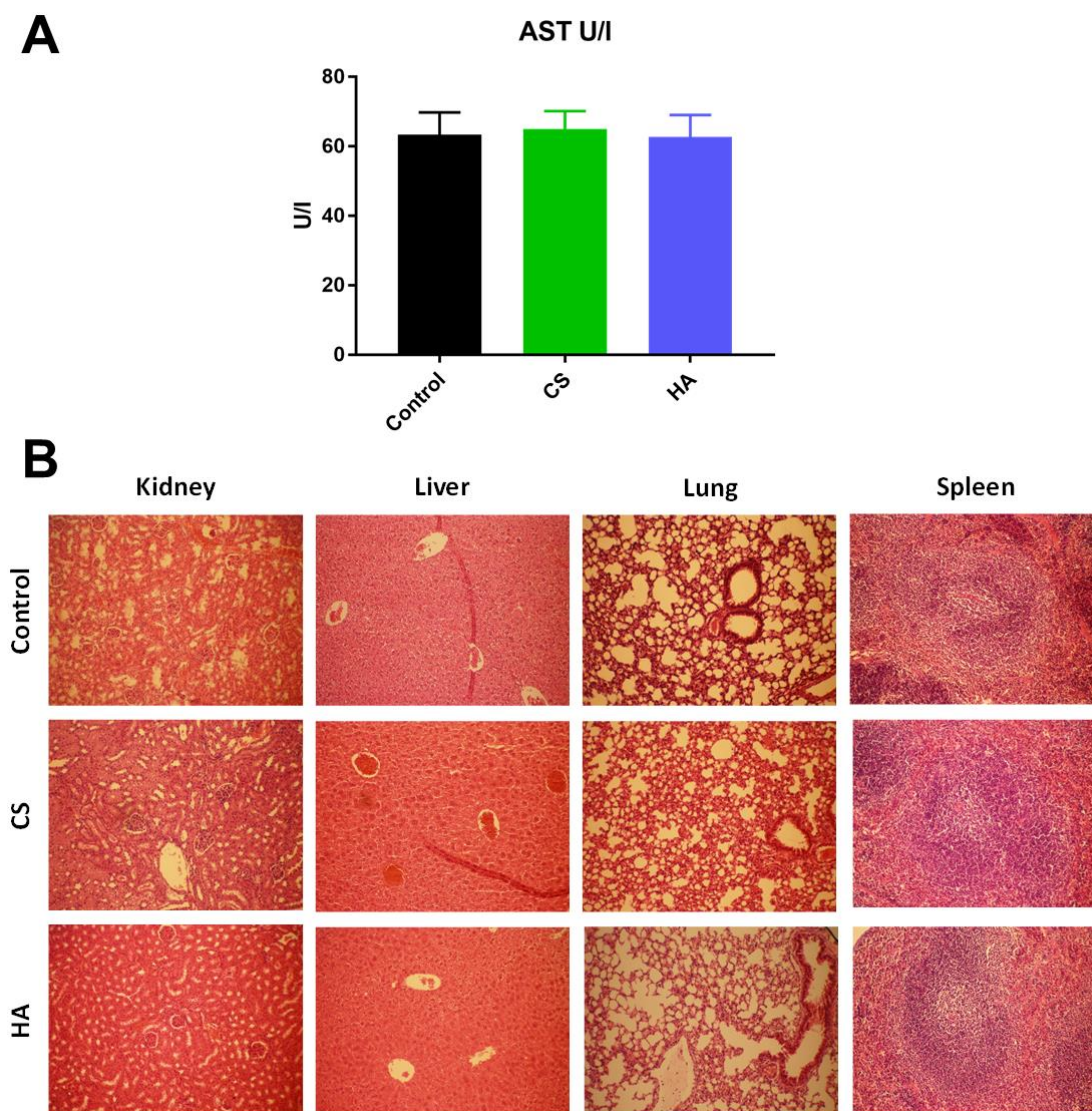 A
AST U/l
80
60
40
20
0
U/l
Control
CS
HA
B
Kidney Liver Lung Spleen
Control
CS
HA